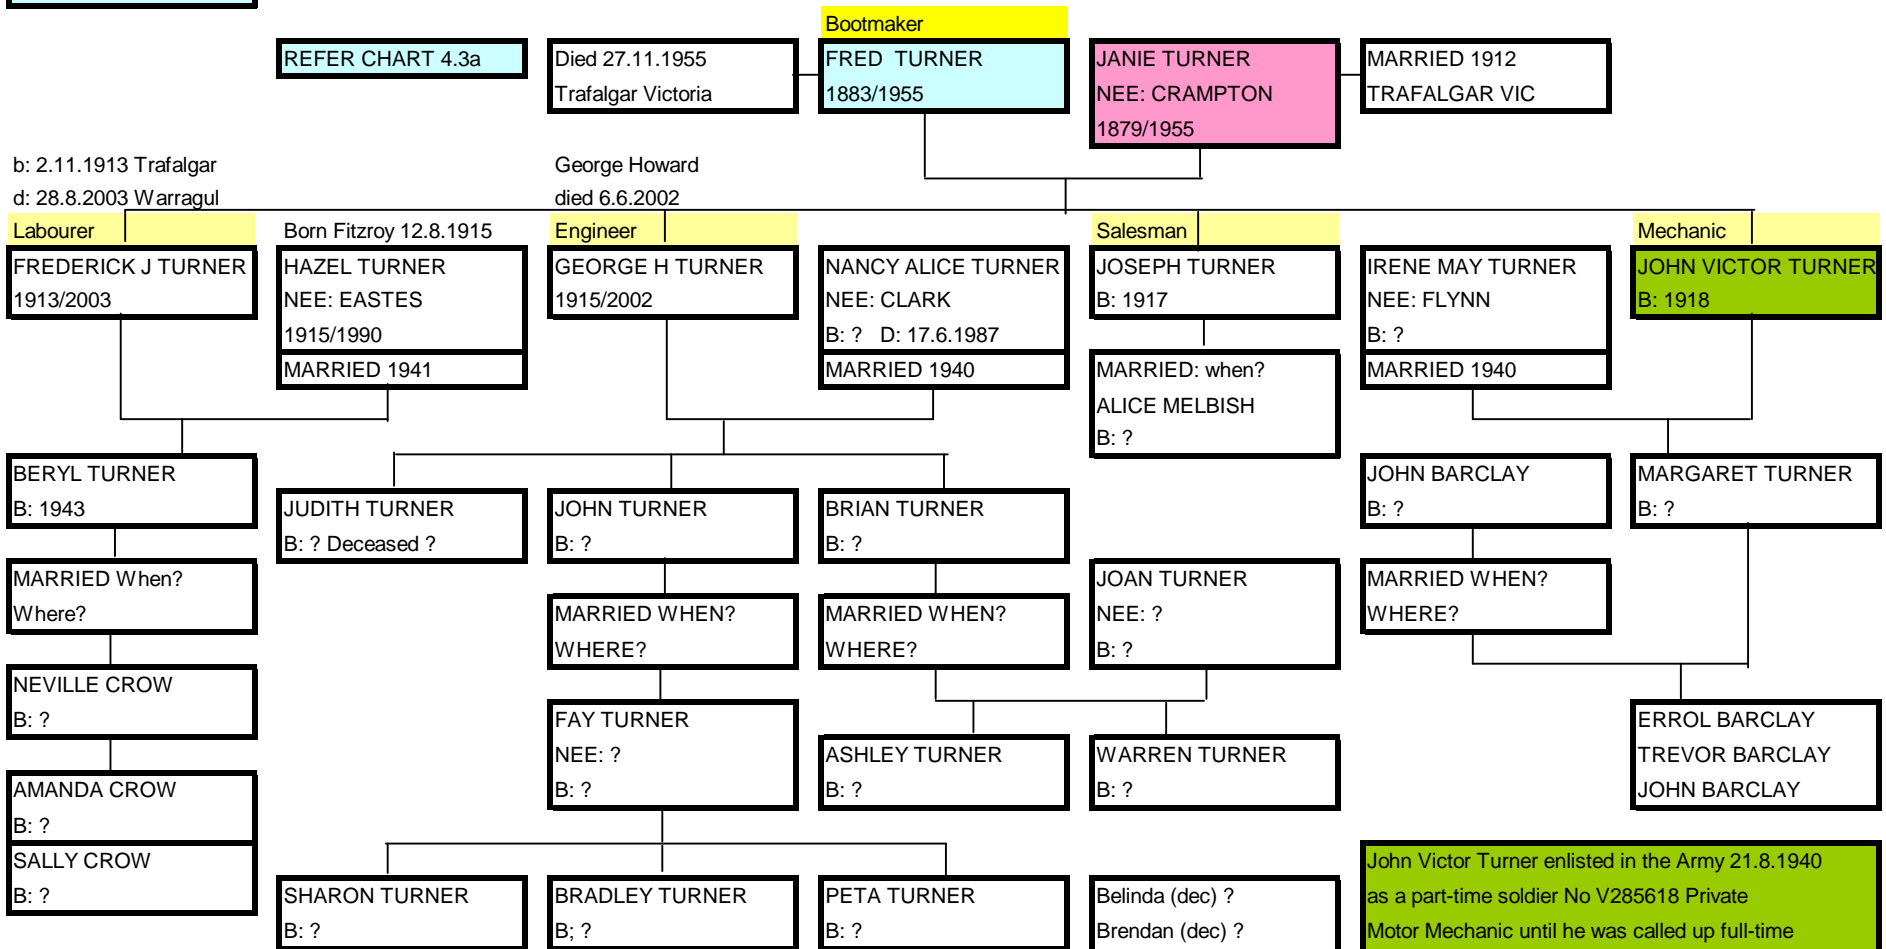 Bootmaker
REFER CHART 4.3a
Died 27.11.1955
Trafalgar Victoria
FRED TURNER
1883/1955
JANIE TURNER
NEE: CRAMPTON
1879/1955
MARRIED 1912
TRAFALGAR VIC
b: 2.11.1913 Trafalgar
d: 28.8.2003 Warragul
George Howard
died 6.6.2002
Labourer
FREDERICK J TURNER
1913/2003
Born Fitzroy 12.8.1915
HAZEL TURNER
NEE: EASTES
1915/1990
MARRIED 1941
Engineer
GEORGE H TURNER
1915/2002
NANCY ALICE TURNER
NEE: CLARK
B: ? D: 17.6.1987
MARRIED 1940
Salesman
JOSEPH TURNER
B: 1917
MARRIED: when?
ALICE MELBISH
B: ?
IRENE MAY TURNER
NEE: FLYNN
B: ?
MARRIED 1940
Mechanic
JOHN VICTOR TURNER
B: 1918
BERYL TURNER
B: 1943
JUDITH TURNER
B: ? Deceased ?
JOHN TURNER
B: ?
BRIAN TURNER
B: ?
JOHN BARCLAY
B: ?
MARGARET TURNER
B: ?
MARRIED When?
Where?
MARRIED WHEN?
WHERE?
MARRIED WHEN?
WHERE?
JOAN TURNER
NEE: ?
B: ?
MARRIED WHEN?
WHERE?
NEVILLE CROW
B: ?
FAY TURNER
NEE: ?
B: ?
ASHLEY TURNER
B: ?
WARREN TURNER
B: ?
ERROL BARCLAY
TREVOR BARCLAY
JOHN BARCLAY
AMANDA CROW
B: ?
SALLY CROW
B: ?
SHARON TURNER
B: ?
BRADLEY TURNER
B; ?
PETA TURNER
B: ?
Belinda (dec) ?
Brendan (dec) ?
John Victor Turner enlisted in the Army 21.8.1940
as a part-time soldier No V285618 Private
Motor Mechanic until he was called up full-time